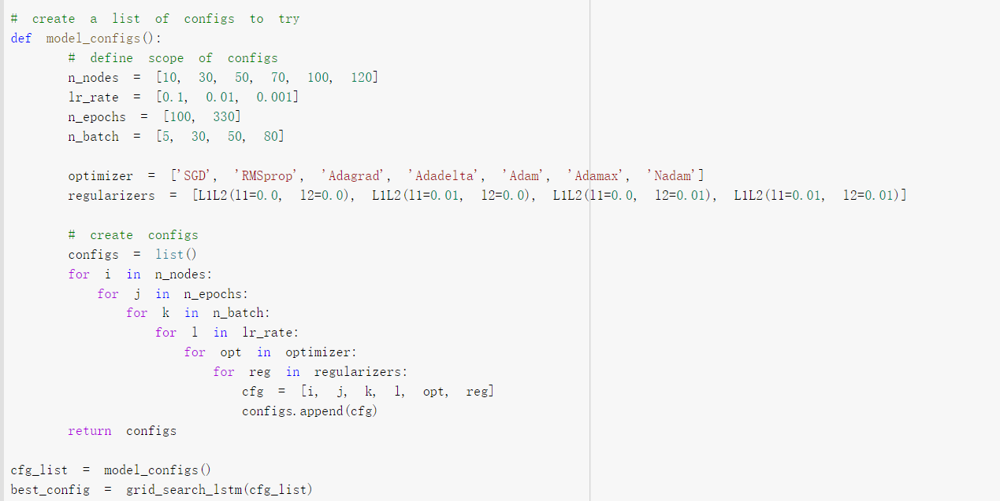 # create a list of configs to try
def model_configs():
# define scope of configs
n_nodes = [10, 30, 50, 70, 100, 120]
lr_rate = [0.1, 0.01, 0.001]
n_epochs = [100, 330]
n_batch = [5, 30, 50, 80]
optimizer = ['SGD', 'RMSprop', 'Adagrad', 'Adadelta', 'Adam', 'Adamax', 'Nadam']
regularizers = [L1L2(l1=0.0, l2=0.0), L1L2(l1=0.01, l2=0.0), L1L2(l1=0.0, l2=0.01), L1L2(l1=0.01, l2=0.01)]
# create configs
configs = list()
for i in n_nodes:
for j in n_epochs:
for k in n_batch:
for l in lr_rate:
for opt in optimizer:
for reg in regularizers:
cfg = [i, j, k, l, opt, reg]
configs.append(cfg)
return configs
cfg_list = model_configs()
best_config = grid_search_lstm(cfg_list)